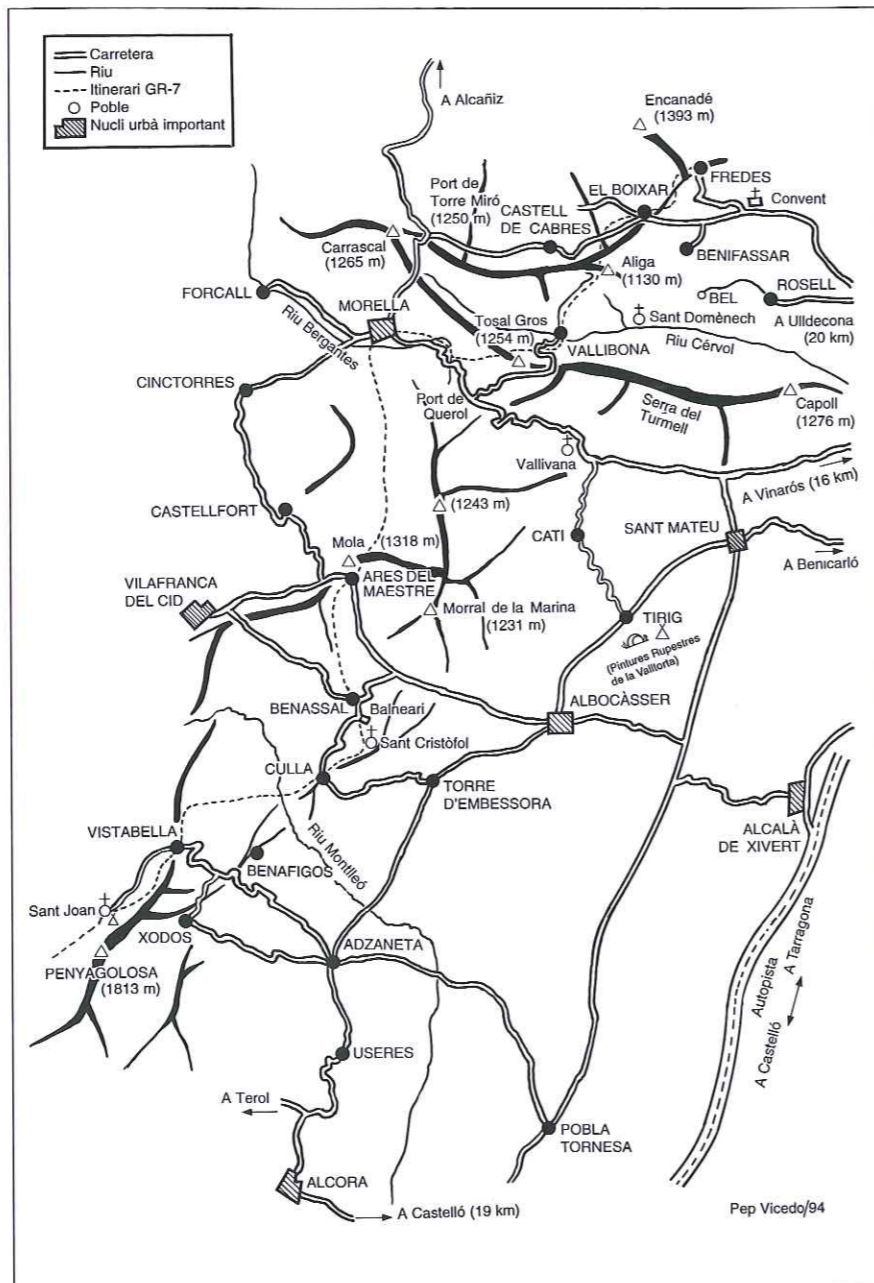 Carretera
Riu
Itinerari GR-7
Poble
Nucli urbà important
A Alcañiz
Encanadé
(1393 m)
FREDES
Convent
EL BOIXAR
Port de
Torre Miró
(1250 m)
CASTELL
DE CABRES
BENIFASSAR
Carrascal
(1265 m)
Aliga
(1130 m)
ROSELL
BEL
FORCALL
MORELLA
Riu Bergantes
Tosal Gros
(1254 m)
Sant Domènech
A Ulldecona
(20 km)
VALLIBONA
Riu Cérvol
CINCTORRES
Port de
Querol
Serra del
Turmell
Capoll
(1276 m)
Vallivana
A Vinarós (16 km)
CASTELLFORT
(1243 m)
CATI
SANT MATEU
Mola (1318 m)
A Benicarló
VILAFRANCA
DEL CID
ARES DEL
MAESTRE
Morral de la Marina
(1231 m)
TIRIG
(Pintures Rupestres
de la Valltorta)
BENASSAL
Balneari
ALBOCÀSSER
Sant Cristòfol
CULLA
TORRE
D'EMBESSORA
ALCALÀ
DE XIVERT
VISTABELLA
Riu Montlleó
BENAFIGOS
Sant Joan
XODOS
ADZANETA
PENYAGOLOSA
(1813 m)
Autopista
A Tarragona
A Castelló
USERES
A Terol
POBLA
TORNESA
ALCORA
A Castelló (19 km)
Pep Vicedo/94